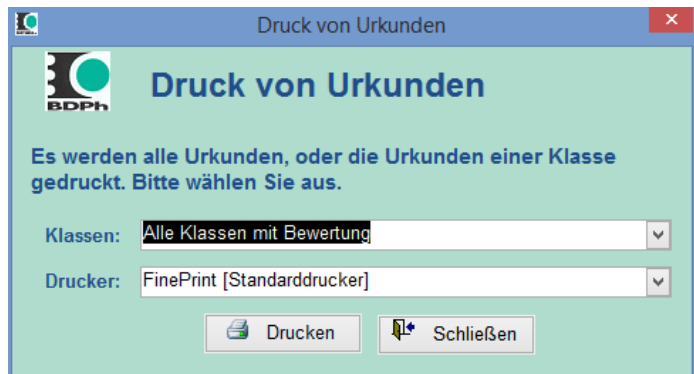 Druck von Urkunden
BDPh
Druck von Urkunden
Es werden alle Urkunden, oder die Urkunden einer Klasse
gedruckt. Bitte wählen Sie aus.
Klassen: Alle Klassen mit Bewertung
Drucker: FinePrint [Standarddrucker]
Drucken Schließen